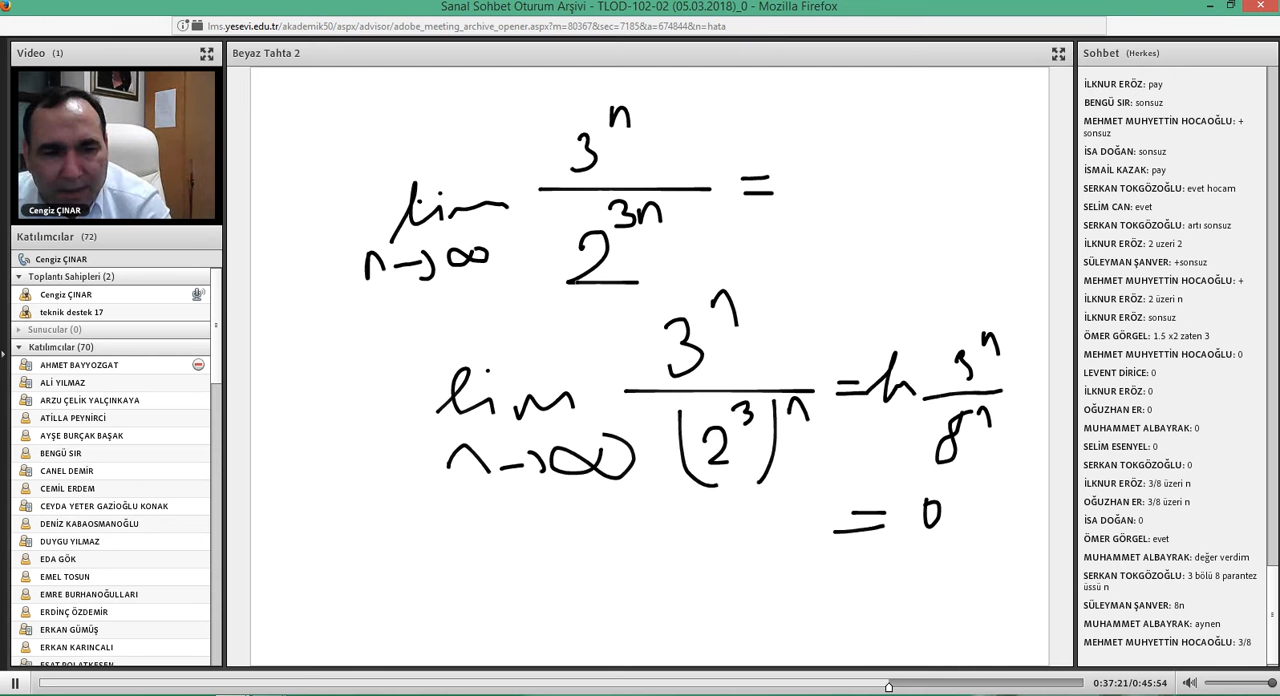 Sanal Sohbet Oturum Arşivi - TLOD-102-02 (05.03.2018)_0 - Mozilla Firefox
lms.yesevi.edu.tr/akademik50/aspx/advisor/adobe_meeting_archive_opener.aspx?m=80367&sec=7185&a=674844&n=hata
Video (1)
Cengiz ÇINAR
Katılımcılar (72)
Cengiz ÇINAR
Toplantı Sahipleri (2)
Cengiz ÇINAR
teknik destek 17
Sunucular (0)
Katılımcılar (70)
AHMET BAYYOZGAT
ALİ YILMAZ
ARZU ÇELİK YALÇINKAYA
ATİLLA PEYNİRCİ
AYŞE BURÇAK BAŞAK
BENGÜ SIR
CANEL DEMİR
CEMİL ERDEM
CEYDA YETER GAZİOĞLU KONAK
DENİZ KABAOSMANOĞLU
DUYGU YILMAZ
EDA GÖK
EMEL TOSUN
EMRE BURHANOĞULLARI
ERDİNÇ ÖZDEMİR
ERKAN GÜMÜŞ
ERKAN KARINCALI
ESAT POLATKESEN
Beyaz Tahta 2
lim n→∞ 3^n / 2^3n =
lim n→∞ 3^n / (2^3)^n = lı 3^n / 8^n
= 0
Sohbet (Herkes)
İLKNUR ERÖZ: pay
BENGÜ SIR: sonsuz
MEHMET MUHYETTİN HOCAOĞLU: +
sonsuz
İSA DOĞAN: sonsuz
İSMAİL KAZAK: pay
SERKAN TOKGÖZOĞLU: evet hocam
SELİM CAN: evet
SERKAN TOKGÖZOĞLU: artı sonsuz
İLKNUR ERÖZ: 2 uzeri 2
SÜLEYMAN ŞANVER: +sonsuz
MEHMET MUHYETTİN HOCAOĞLU: +
İLKNUR ERÖZ: 2 üzeri n
İLKNUR ERÖZ: sonsuz
ÖMER GÖRGEL: 1.5 x2 zaten 3
MEHMET MUHYETTİN HOCAOĞLU: 0
LEVENT DİRİCE: 0
İLKNUR ERÖZ: 0
OĞUZHAN ER: 0
MUHAMMET ALBAYRAK: 0
SELİM ESENYEL: 0
SERKAN TOKGÖZOĞLU: 0
İLKNUR ERÖZ: 3/8 üzeri n
OĞUZHAN ER: 3/8 üzeri n
İSA DOĞAN: 0
ÖMER GÖRGEL: evet
MUHAMMET ALBAYRAK: değer verdim
SERKAN TOKGÖZOĞLU: 3 bölü 8 parantez
üssü n
SÜLEYMAN ŞANVER: 8n
MUHAMMET ALBAYRAK: aynen
MEHMET MUHYETTİN HOCAOĞLU: 3/8
0:37:21/0:45:54